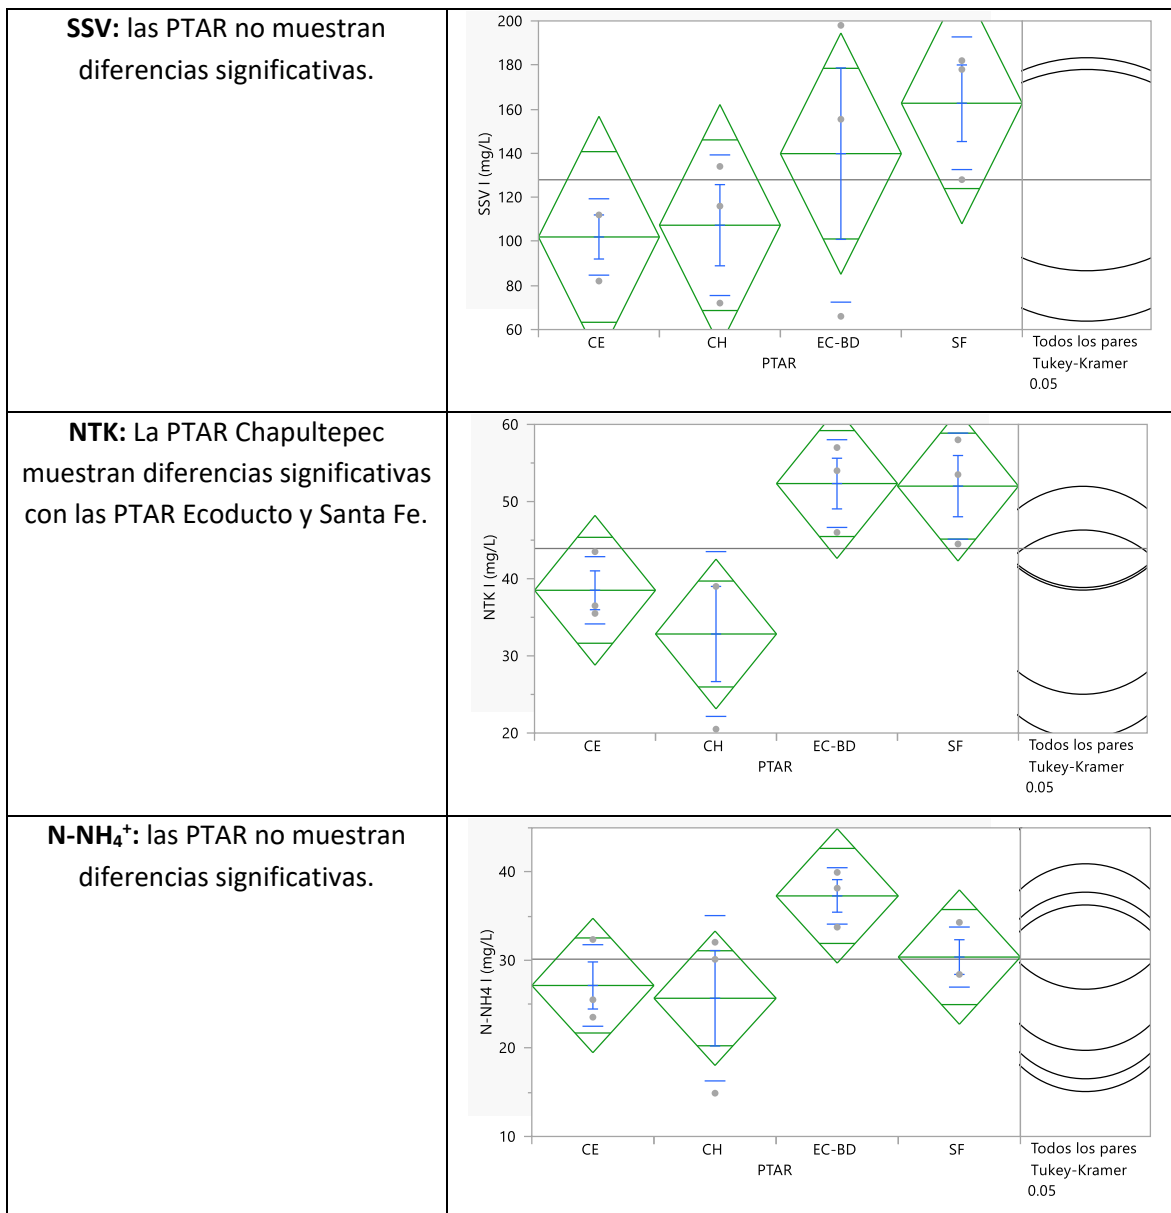 SSV: las PTAR no muestran
diferencias significativas.
SSV I (mg/L)
200
180
160
140
120
100
80
60
CE
CH
EC-BD
SF
PTAR
Todos los pares
Tukey-Kramer
0.05
NTK: La PTAR Chapultepec
muestran diferencias significativas
con las PTAR Ecoducto y Santa Fe.
NTK I (mg/L)
60
50
40
30
20
CE
CH
EC-BD
SF
PTAR
Todos los pares
Tukey-Kramer
0.05
N-NH₄⁺: las PTAR no muestran
diferencias significativas.
N-NH4 I (mg/L)
40
30
20
10
CE
CH
EC-BD
SF
PTAR
Todos los pares
Tukey-Kramer
0.05